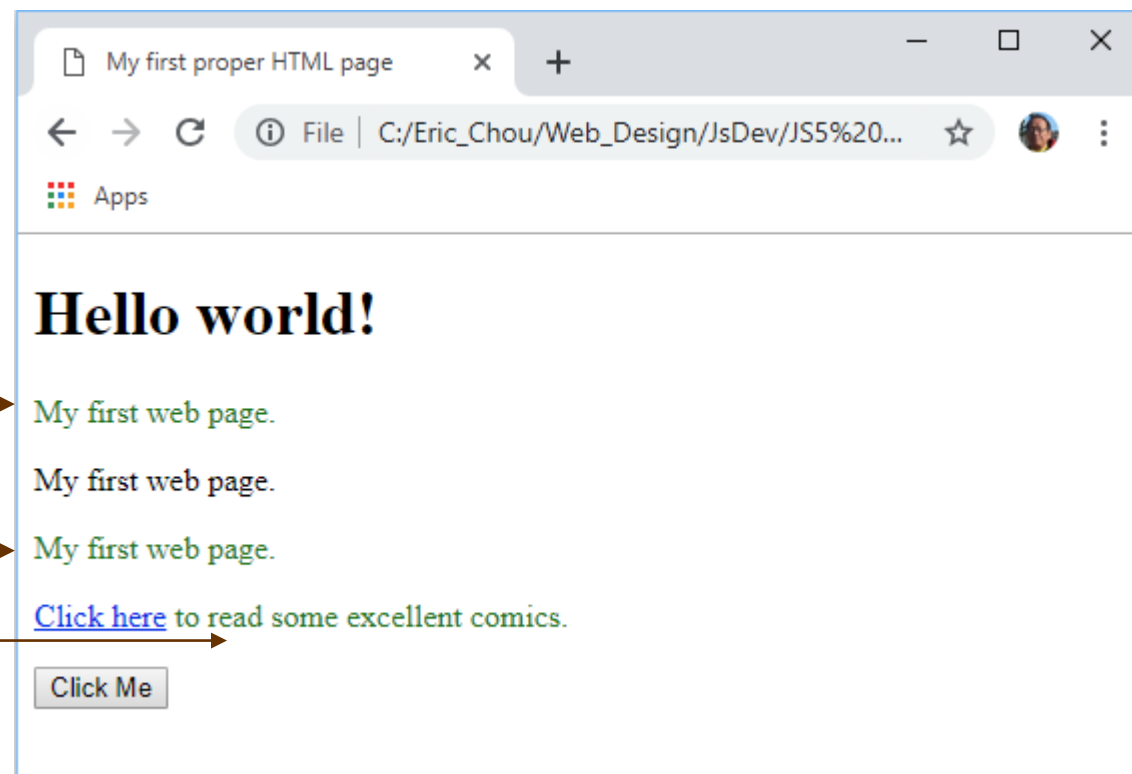 My first proper HTML page
File | C:/Eric_Chou/Web_Design/JsDev/JS5%20...
Apps
Hello world!
My first web page.
My first web page.
My first web page.
Click here to read some excellent comics.
Click Me